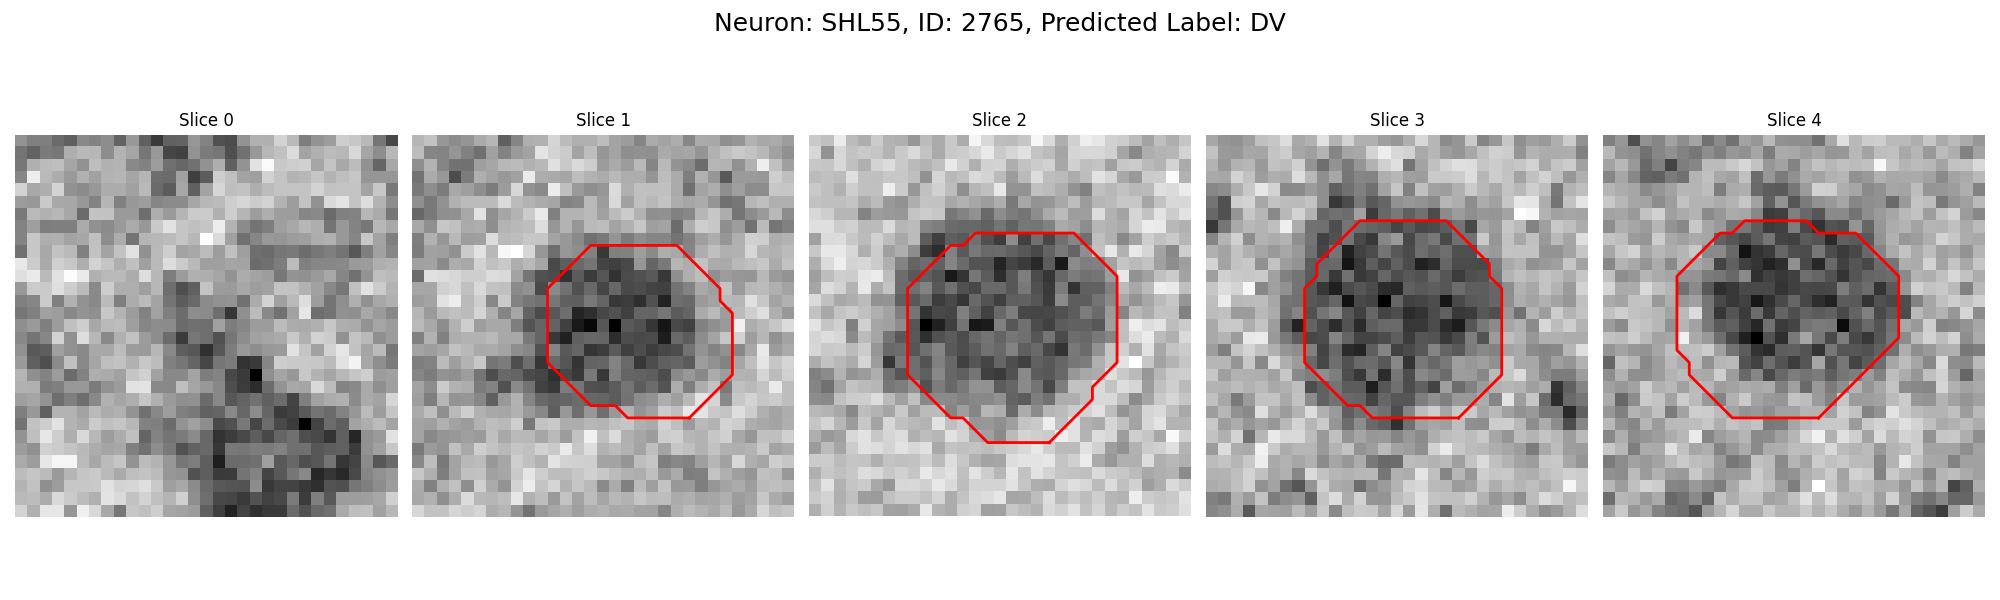 Neuron: SHL55, ID: 2765, Predicted Label: DV
Slice 0
Slice 1
Slice 2
Slice 3
Slice 4